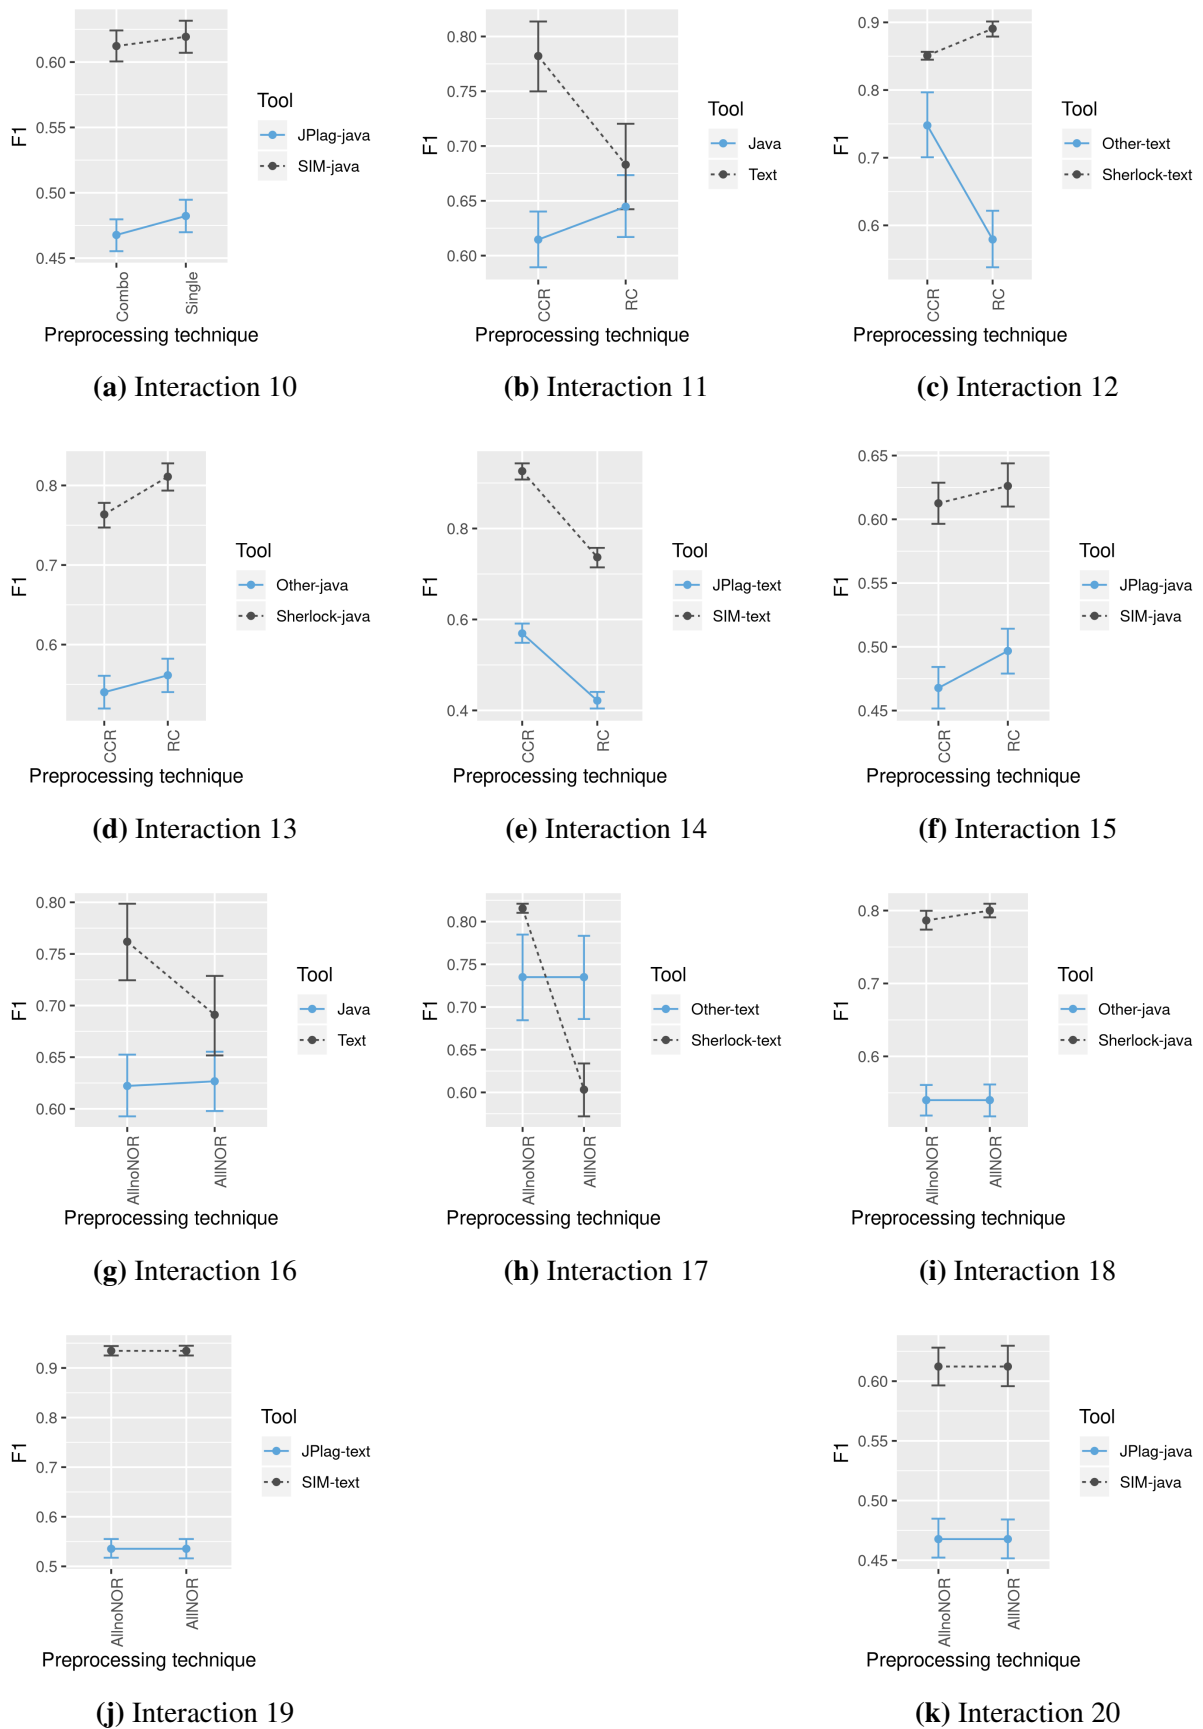 0.60
0.55
0.50
0.45
F1
Combo
Single
Preprocessing technique
Tool
JPlag-java
SIM-java
(a) Interaction 10
0.80
0.75
0.70
0.65
0.60
F1
CCR
RC
Preprocessing technique
Tool
Java
Text
(b) Interaction 11
0.9
0.8
0.7
0.6
F1
CCR
RC
Preprocessing technique
Tool
Other-text
Sherlock-text
(c) Interaction 12
0.8
0.7
0.6
F1
CCR
RC
Preprocessing technique
Tool
Other-java
Sherlock-java
(d) Interaction 13
0.8
0.6
0.4
F1
CCR
RC
Preprocessing technique
Tool
JPlag-text
SIM-text
(e) Interaction 14
0.65
0.60
0.55
0.50
0.45
F1
CCR
RC
Preprocessing technique
Tool
JPlag-java
SIM-java
(f) Interaction 15
0.80
0.75
0.70
0.65
0.60
F1
AllnoNOR
AllNOR
Preprocessing technique
Tool
Java
Text
(g) Interaction 16
0.80
0.75
0.70
0.65
0.60
F1
AllnoNOR
AllNOR
Preprocessing technique
Tool
Other-text
Sherlock-text
(h) Interaction 17
0.8
0.7
0.6
F1
AllnoNOR
AllNOR
Preprocessing technique
Tool
Other-java
Sherlock-java
(i) Interaction 18
0.9
0.8
0.7
0.6
0.5
F1
AllnoNOR
AllNOR
Preprocessing technique
Tool
JPlag-text
SIM-text
(j) Interaction 19
0.60
0.55
0.50
0.45
F1
AllnoNOR
AllNOR
Preprocessing technique
Tool
JPlag-java
SIM-java
(k) Interaction 20